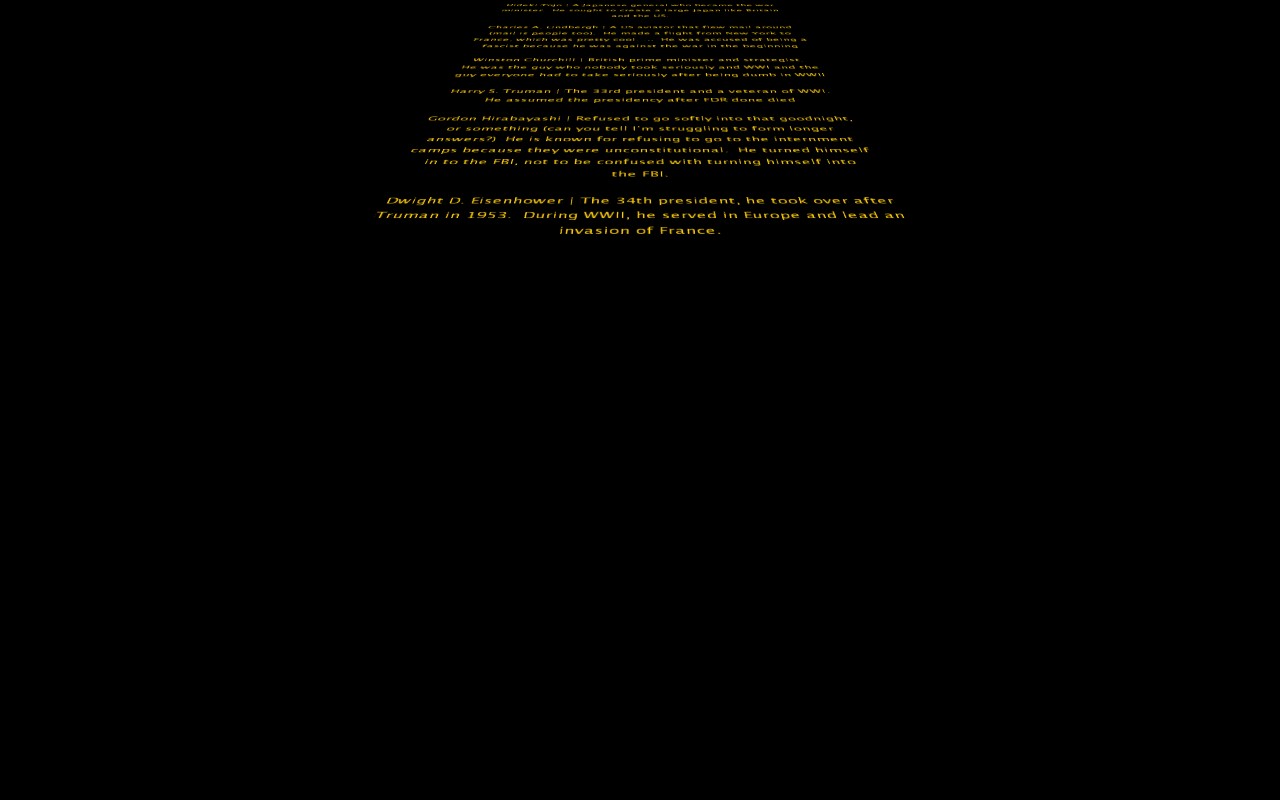 Hideki Tojo | A Japanese general who became the war
minister. He sought to create a large Japan like Britain
and the US.
Charles A. Lindbergh | A US aviator that flew mail around
(mail is people too). He made a flight from New York to
France, which was pretty cool. ... He was accused of being a
fascist because he was against the war in the beginning
Winston Churchill | British prime minister and strategist.
He was the guy who nobody took seriously and WWI and the
guy everyone had to take seriously after being dumb in WWII
Harry S. Truman | The 33rd president and a veteran of WWI.
He assumed the presidency after FDR done died
Gordon Hirabayashi | Refused to go softly into that goodnight,
or something (can you tell I'm struggling to form longer
answers?) He is known for refusing to go to the internment
camps because they were unconstitutional. He turned himself
in to the FBI, not to be confused with turning himself into
the FBI.
Dwight D. Eisenhower | The 34th president, he took over after
Truman in 1953. During WWII, he served in Europe and lead an
invasion of France.